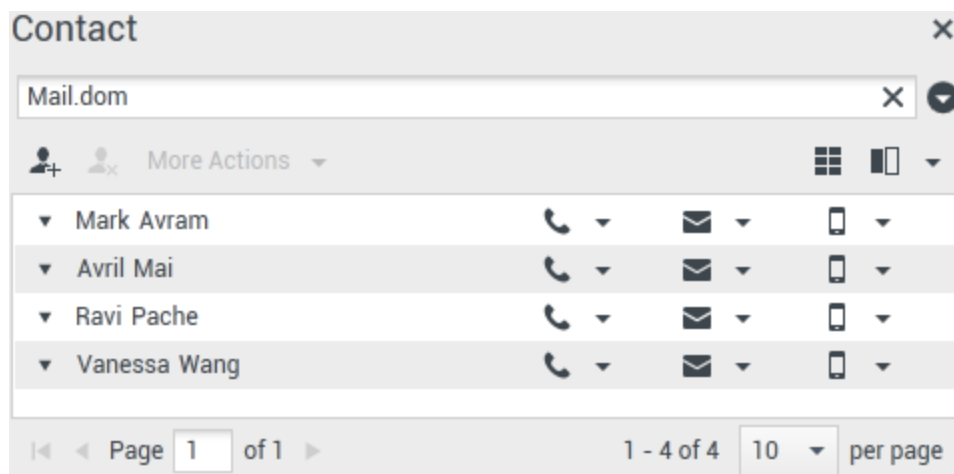 Contact
Mail.dom
More Actions
Mark Avram
Avril Mai
Ravi Pache
Vanessa Wang
Page 1 of 1 1 - 4 of 4 10 per page